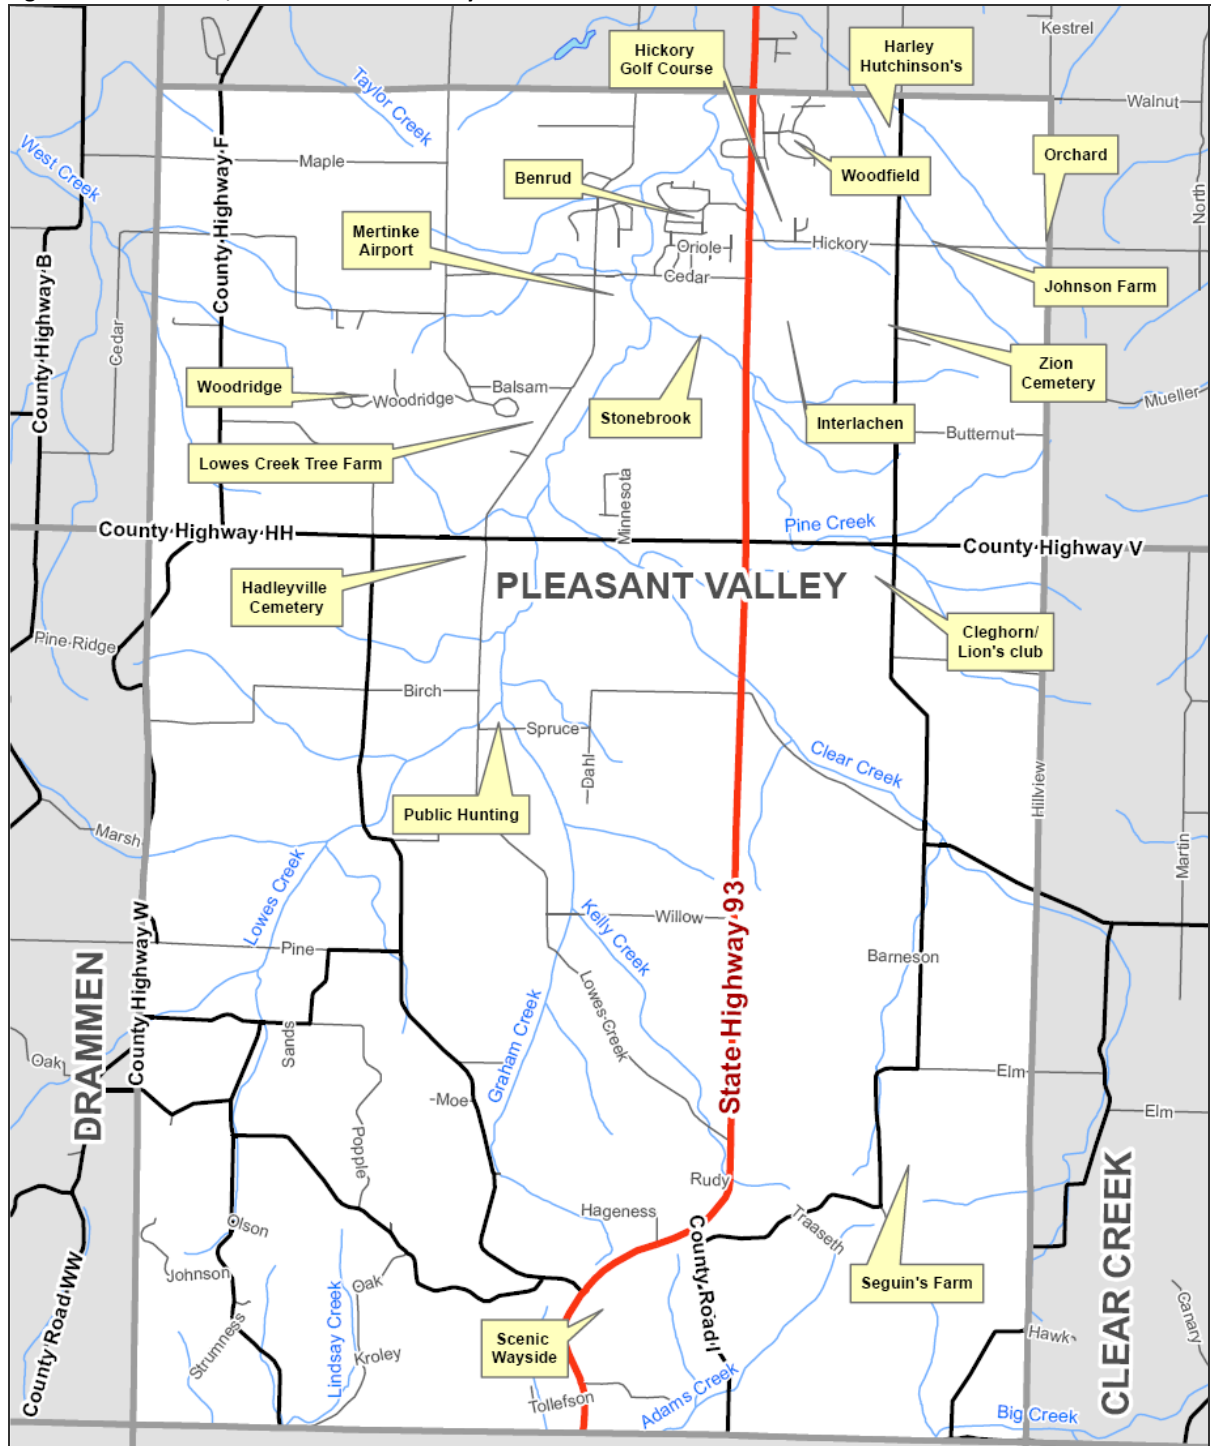 Kestrel
Hickory
Golf Course
Harley
Hutchinson's
Taylor Creek
Walnut
West Creek
Maple
County Highway F
Orchard
Benrud
Woodfield
North
Mertinke
Airport
Oriole
Hickory
Cedar
Johnson Farm
County Highway B
Cedar
Zion
Cemetery
Woodridge
Woodridge
Balsam
Mueller
Stonebrook
Interlachen
Butternut
Lowes Creek Tree Farm
Minnesota
Pine Creek
County Highway HH
County Highway V
PLEASANT VALLEY
Hadleyville
Cemetery
Cleghorn/
Lion's club
Pine Ridge
Birch
Spruce
Dahl
Clear Creek
Hillview
Public Hunting
Marsh
Martin
Lowes Creek
Kelly Creek
Willow
State Highway 93
County Highway W
Pine
Barneson
DRAMMEN
Lowes Creek
Graham Creek
Sands
Oak
Elm
Moe
Elm
Popple
CLEAR CREEK
Rudy
Hageness
Traaseth
Olson
County Road I
Johnson
Oak
Seguin's Farm
County Road WW
Lindsay Creek
Canary
Strumness
Scenic
Wayside
Hawk
Kroley
Tollefson
Adams Creek
Big Creek